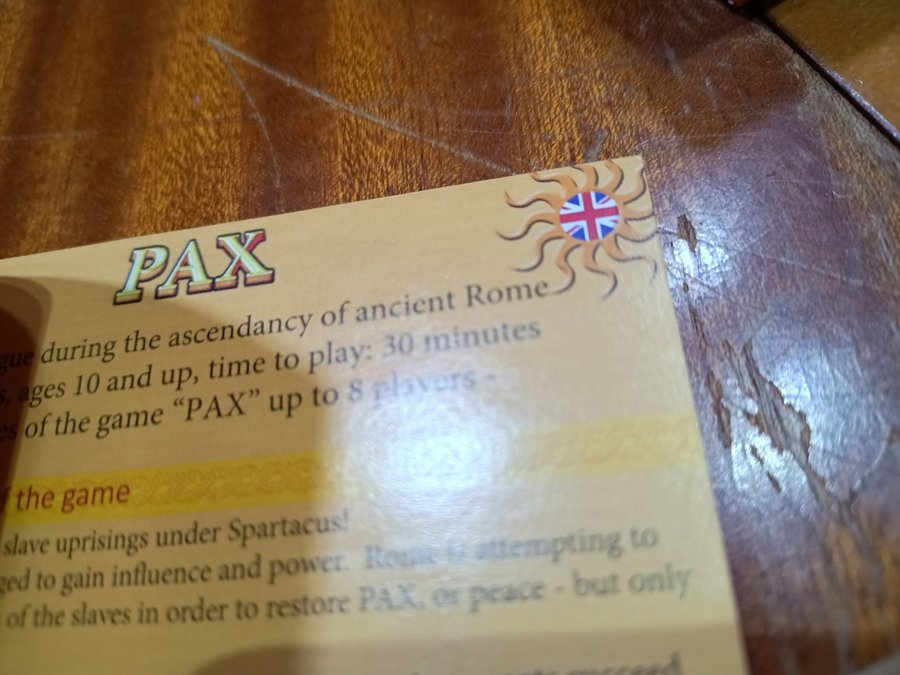 PAX
during the ascendancy of ancient Rome
ages 10 and up, time to play: 30 minutes
of the game “PAX” up to 8 players -
the game
slave uprisings under Spartacus!
to gain influence and power. Rome is attempting to
of the slaves in order to restore PAX, or peace - but only
succeed